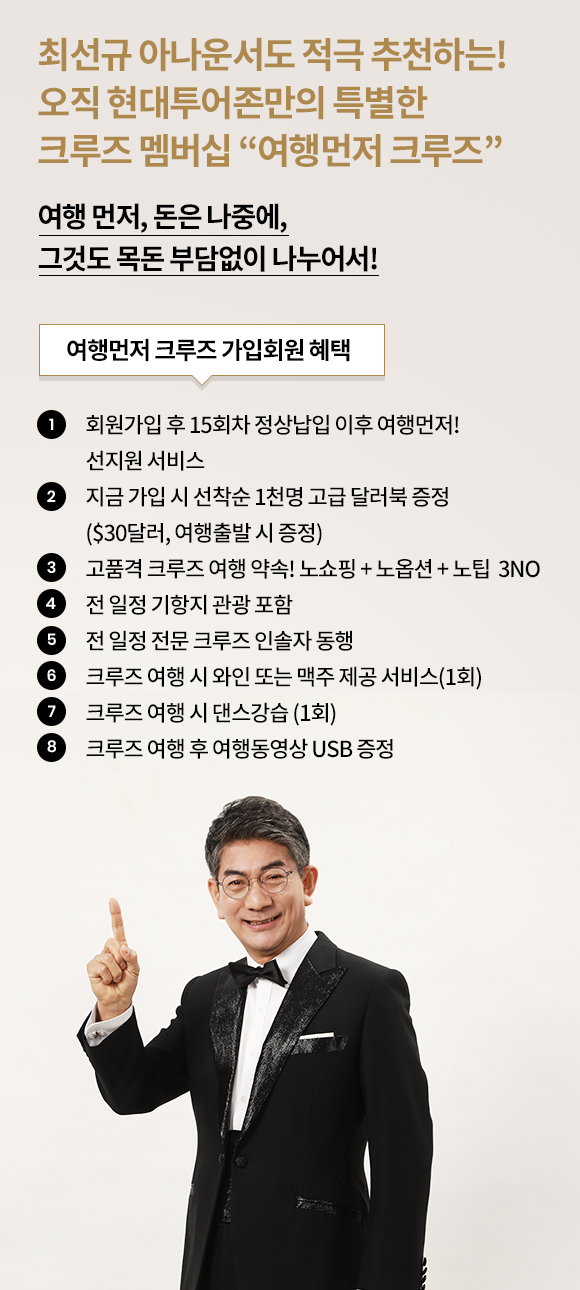 최선규 아나운서도 적극 추천하는!
오직 현대투어존만의 특별한
크루즈 멤버십 “여행먼저 크루즈”
여행 먼저, 돈은 나중에,
그것도 목돈 부담없이 나누어서!
여행먼저 크루즈 가입회원 혜택
1 회원가입 후 15회차 정상납입 이후 여행먼저!
선지원 서비스
2 지금 가입 시 선착순 1천명 고급 달러북 증정
($30달러, 여행출발 시 증정)
3 고품격 크루즈 여행 약속! 노쇼핑 + 노옵션 + 노팁 3NO
4 전 일정 기항지 관광 포함
5 전 일정 전문 크루즈 인솔자 동행
6 크루즈 여행 시 와인 또는 맥주 제공 서비스(1회)
7 크루즈 여행 시 댄스강습 (1회)
8 크루즈 여행 후 여행동영상 USB 증정